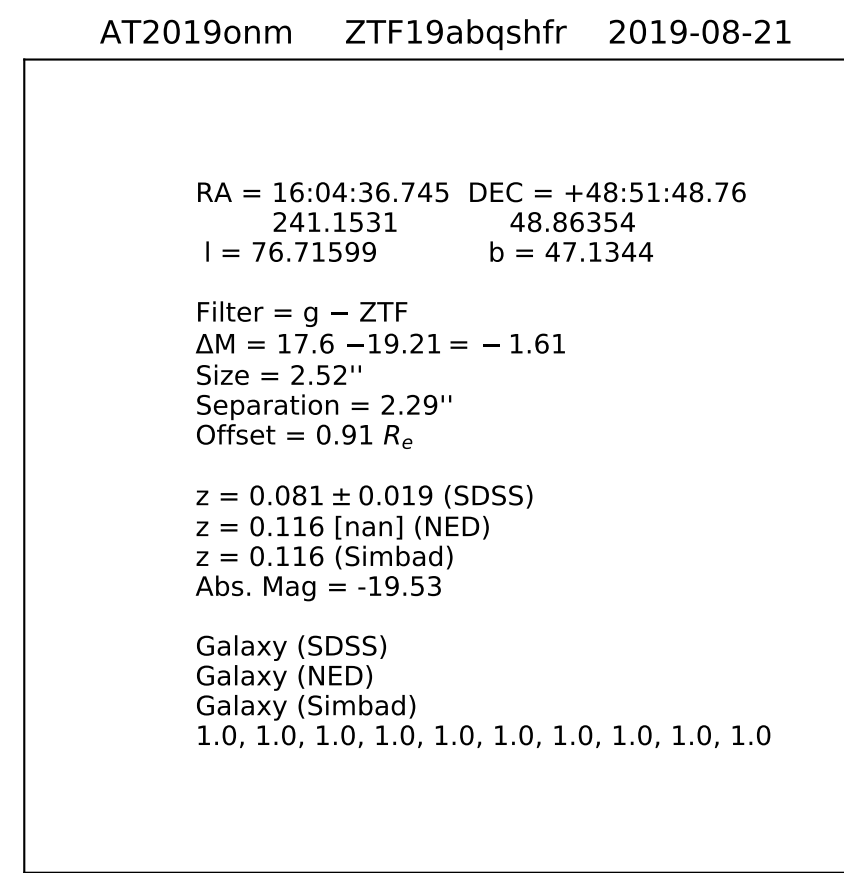 AT2019onm ZTF19abqshfr 2019-08-21
RA = 16:04:36.745 DEC = +48:51:48.76
241.1531 48.86354
l = 76.71599 b = 47.1344
Filter = g − ZTF
ΔM = 17.6 −19.21 = − 1.61
Size = 2.52''
Separation = 2.29''
Offset = 0.91 Re
z = 0.081 ± 0.019 (SDSS)
z = 0.116 [nan] (NED)
z = 0.116 (Simbad)
Abs. Mag = -19.53
Galaxy (SDSS)
Galaxy (NED)
Galaxy (Simbad)
1.0, 1.0, 1.0, 1.0, 1.0, 1.0, 1.0, 1.0, 1.0, 1.0